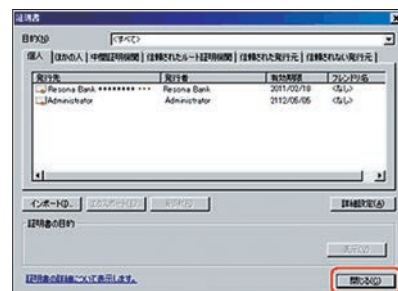 証明書
目的(N): <すべて>
個人 ほかの人 中間証明機関 信頼されたルート証明機関 信頼された発行元 信頼されない発行元
発行先 発行者 有効期限 フレンドリ名
Resona Bank ******** ··· Resona Bank 2011/02/18 <なし>
Administrator Administrator 2112/05/05 <なし>
インポート(I)... エクスポート(E)... 削除(R) 詳細設定(A)
証明書の目的
表示(V)
証明書の詳細について表示します。
閉じる(C)